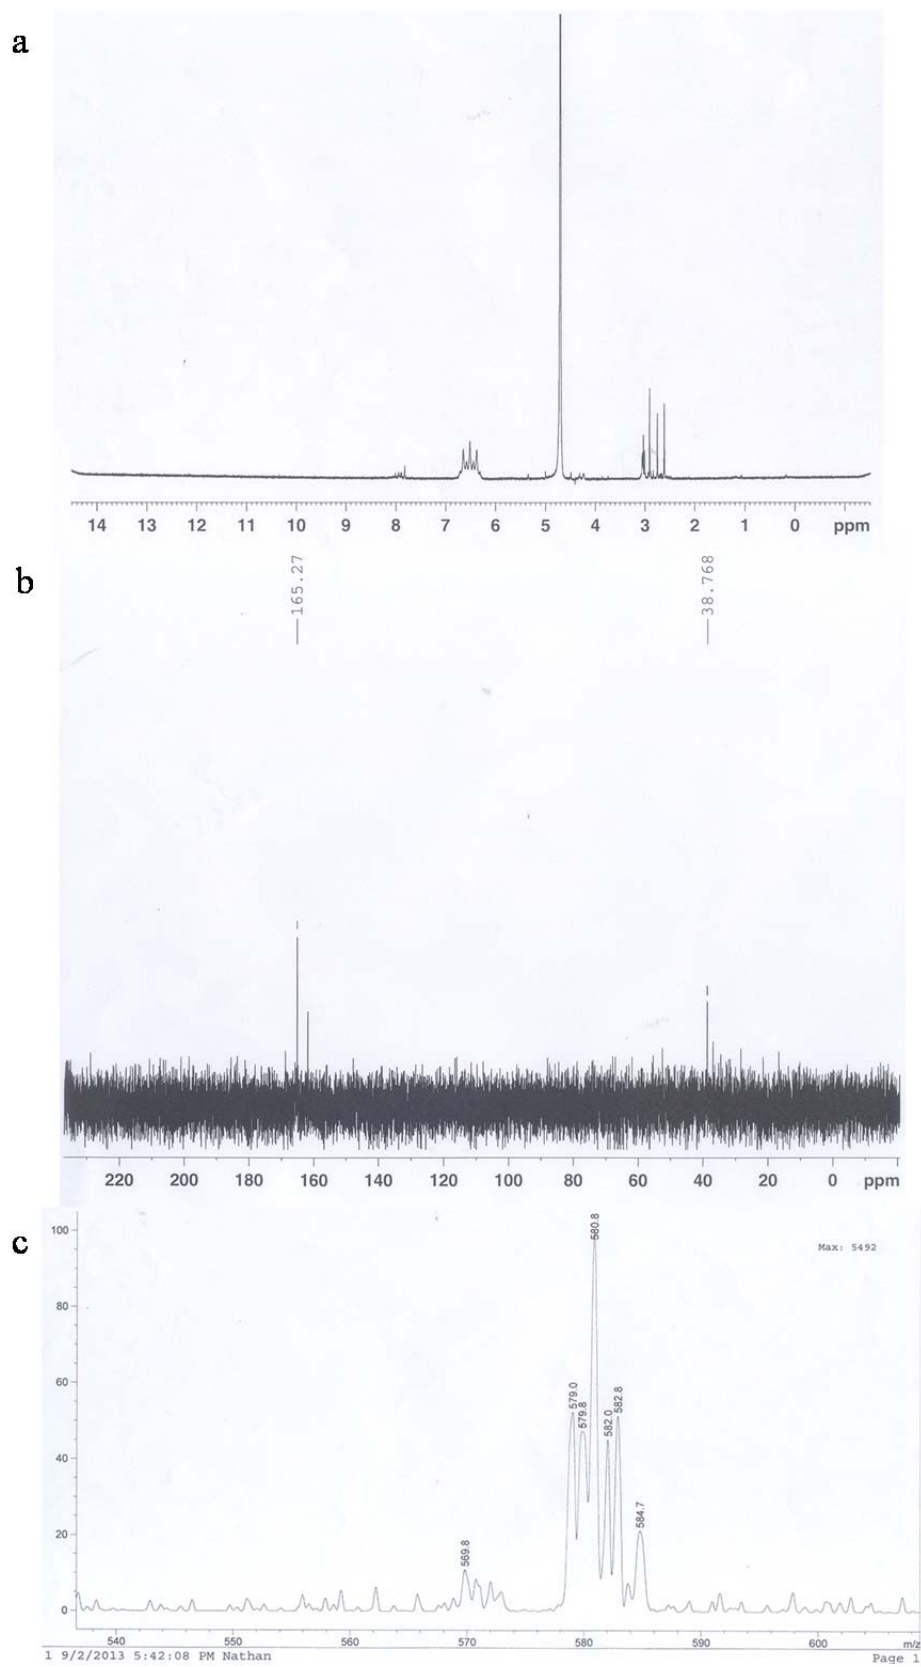 a
14 13 12 11 10 9 8 7 6 5 4 3 2 1 0 ppm
b
165.27
38.768
220 200 180 160 140 120 100 80 60 40 20 0 ppm
c
100
80
60
40
20
0
Max: 5492
569.8
579.0
579.8
580.8
582.0
582.8
584.7
540 550 560 570 580 590 600 m/z
1 9/2/2013 5:42:08 PM Nathan
Page 1